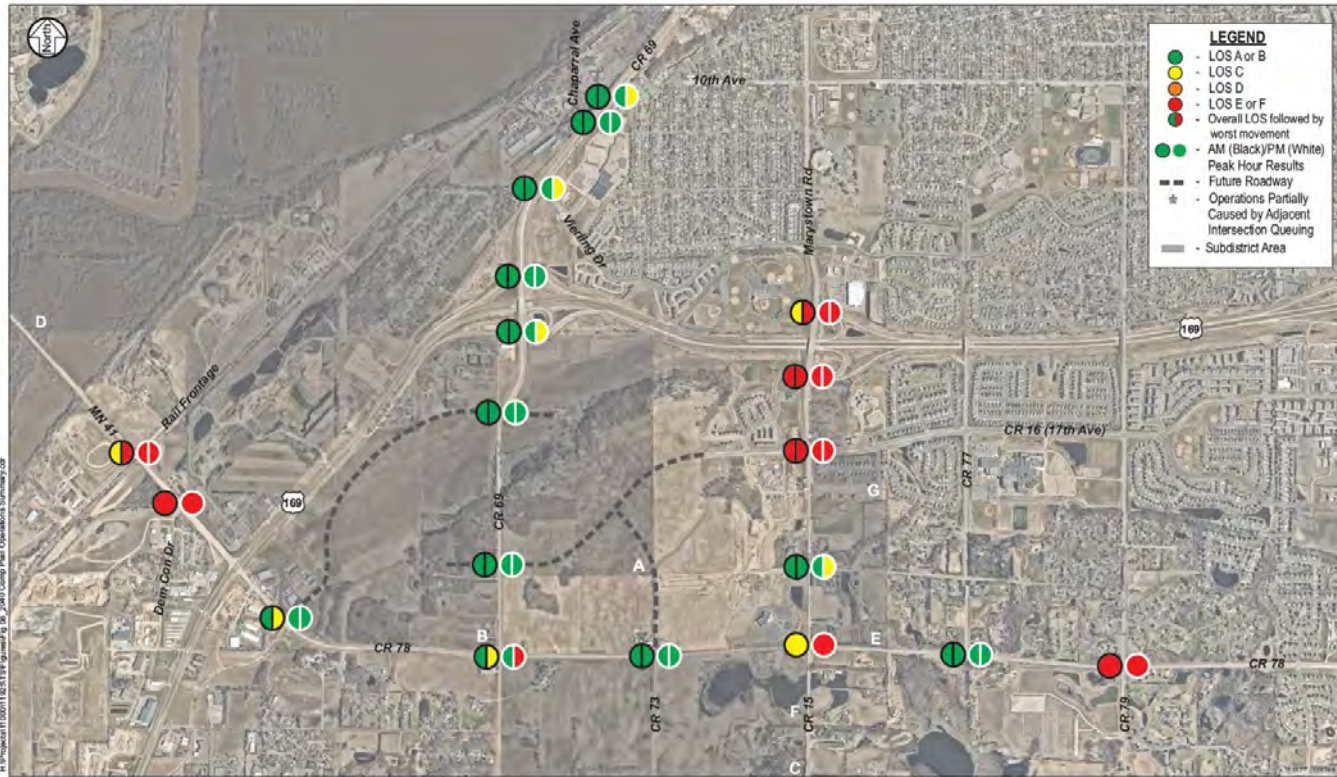 North
Chaparral Ave
CR 69
10th Ave
LEGEND
- LOS A or B
- LOS C
- LOS D
- LOS E or F
- Overall LOS followed by
worst movement
- AM (Black)/PM (White)
Peak Hour Results
- Future Roadway
* - Operations Partially
Caused by Adjacent
Intersection Queuing
- Subdistrict Area
Marystown Rd
Vierling Dr
D
169
MN 41
Rail Frontage
CR 16 (17th Ave)
CR 77
169
CR 69
G
Dem Con Dr
A
CR 78
B
E
CR 78
CR 73
F
CR 15
CR 79
C